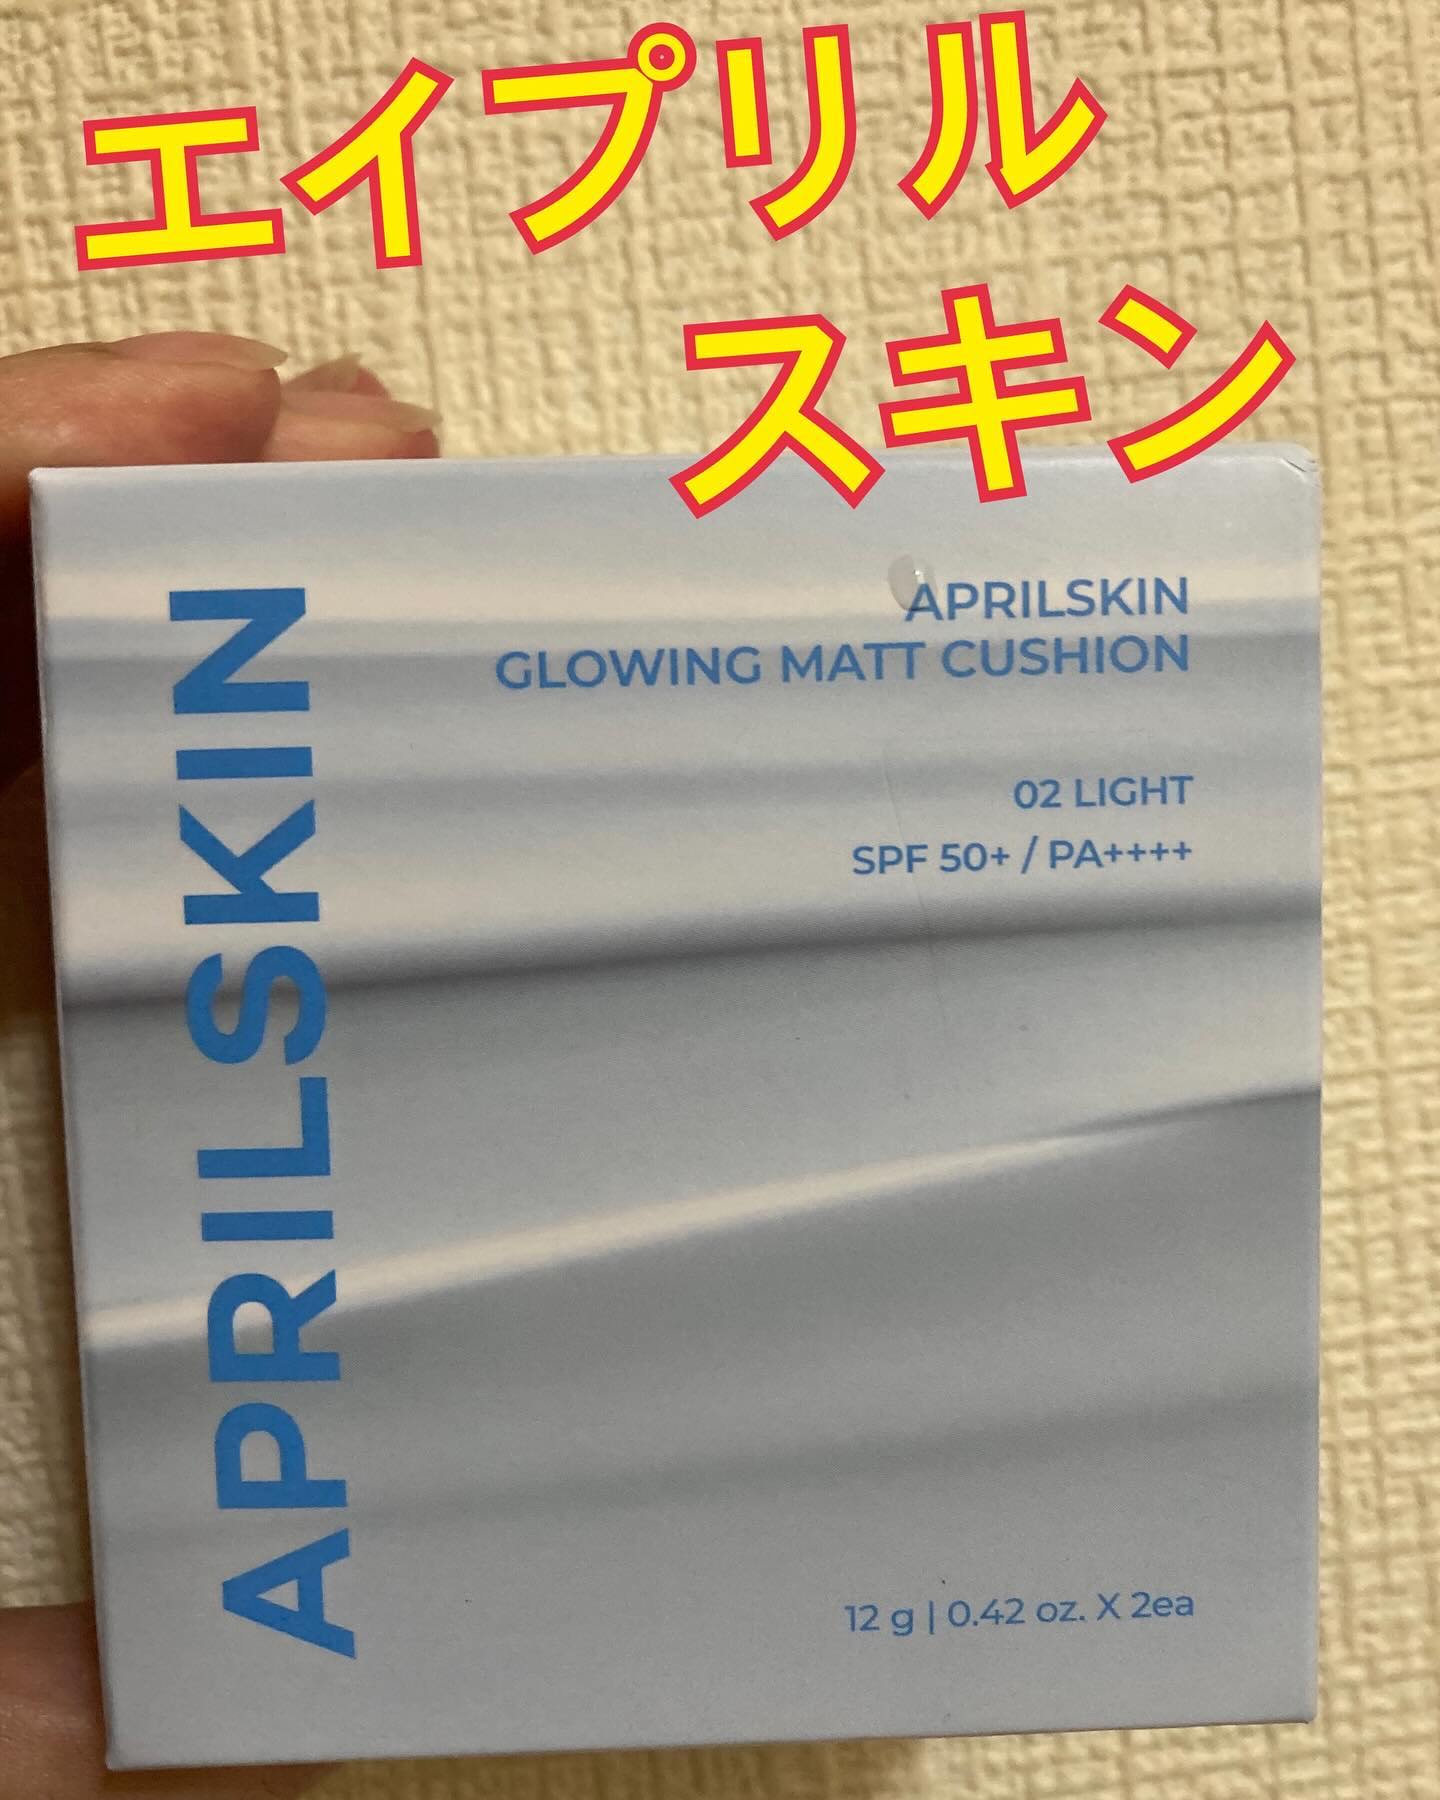 エイプリル
スキン
APRILSKIN
APRILSKIN
GLOWING MATT CUSHION
02 LIGHT
SPF 50+ / PA++++
12 g | 0.42 oz. X 2ea